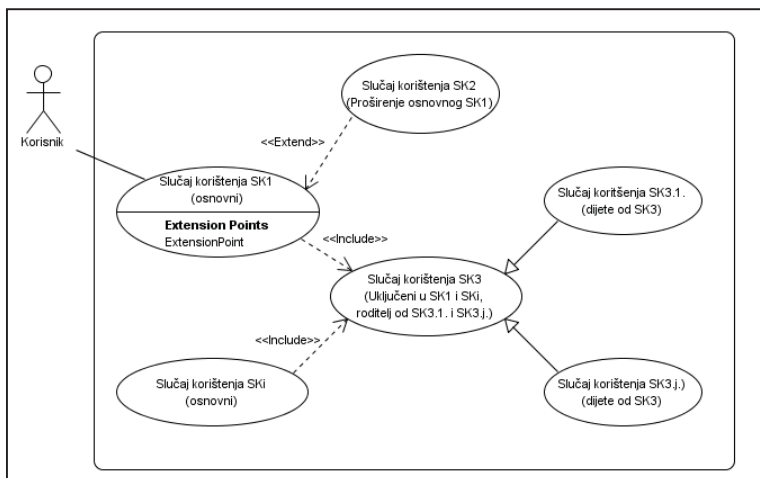 Slučaj korištenja SK2
(Proširenje osnovnog SK1)
Korisnik
<<Extend>>
Slučaj korištenja SK1
(osnovni)
Extension Points
ExtensionPoint
<<Include>>
Slučaj koritšenja SK3.1.
(dijete od SK3)
Slučaj korištenja SK3
(Uključeni u SK1 i SKi,
roditelj od SK3.1. i SK3.j.)
<<Include>>
Slučaj korištenja SKi
(osnovni)
Slučaj korištenja SK3.j.)
(dijete od SK3)